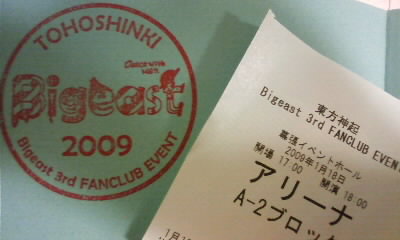 TOHOSHINKI
Bigeast
2009
Bigeast 3rd FANCLUB EVENT
東方神起
Bigeast 3rd FANCLUB EVEN
幕張イベントホール
2009年1月18日
開場 17:00 開演 18:00
アリーナ
A-2ブロック